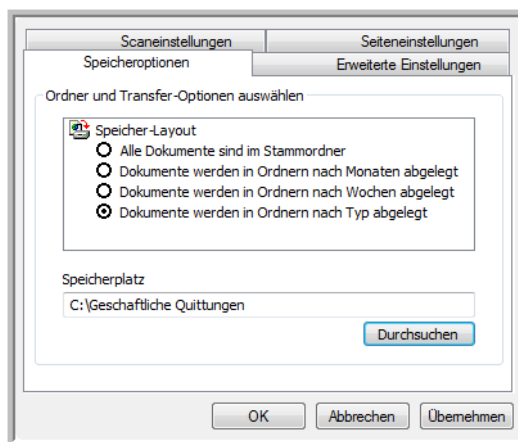 Scaneinstellungen Seiteneinstellungen
Speicheroptionen Erweiterte Einstellungen
Ordner und Transfer-Optionen auswählen
Speicher-Layout
Alle Dokumente sind im Stammordner
Dokumente werden in Ordnern nach Monaten abgelegt
Dokumente werden in Ordnern nach Wochen abgelegt
Dokumente werden in Ordnern nach Typ abgelegt
Speicherplatz
C:\Geschaftliche Quittungen
Durchsuchen
OK Abbrechen Übernehmen